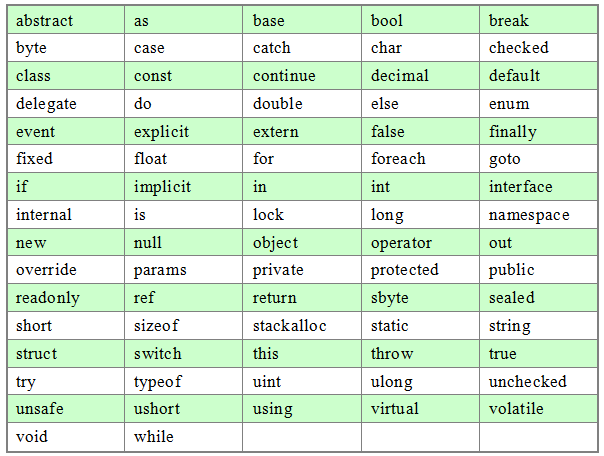 abstract as base bool break
byte case catch char checked
class const continue decimal default
delegate do double else enum
event explicit extern false finally
fixed float for foreach goto
if implicit in int interface
internal is lock long namespace
new null object operator out
override params private protected public
readonly ref return sbyte sealed
short sizeof stackalloc static string
struct switch this throw true
try typeof uint ulong unchecked
unsafe ushort using virtual volatile
void while